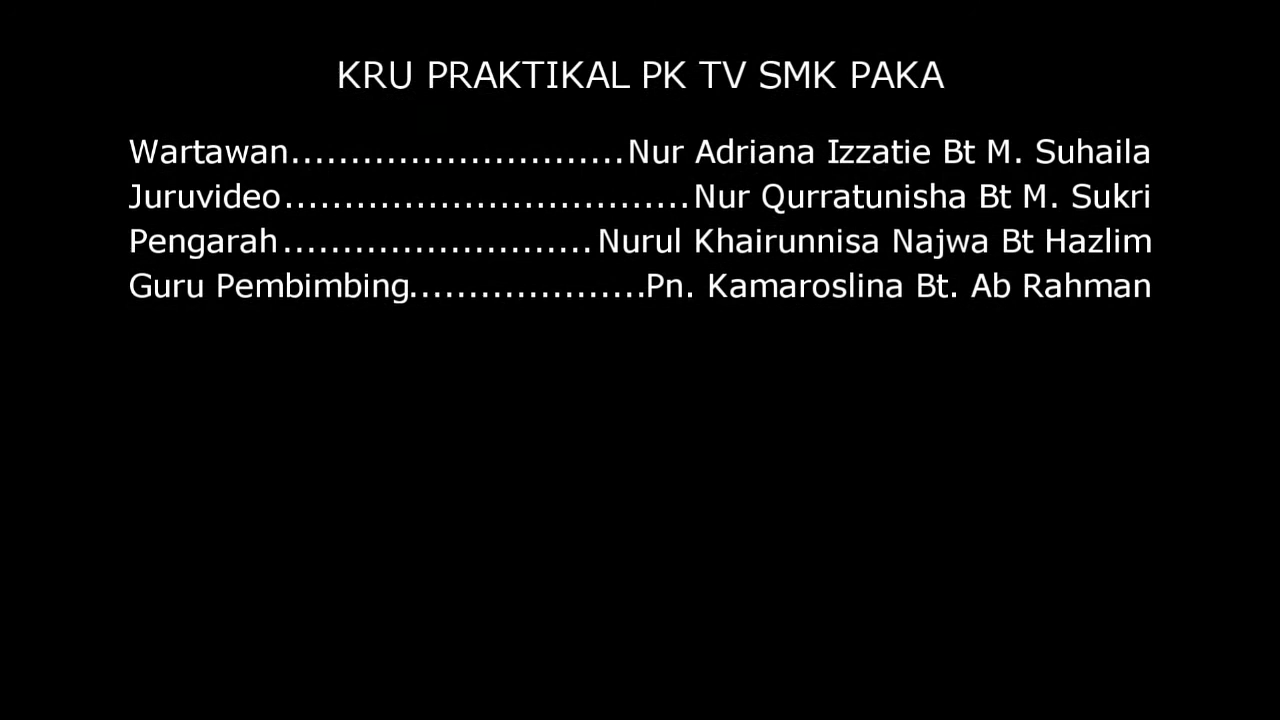 KRU PRAKTIKAL PK TV SMK PAKA
Wartawan............................Nur Adriana Izzatie Bt M. Suhaila
Juruvideo..................................Nur Qurratunisha Bt M. Sukri
Pengarah..........................Nurul Khairunnisa Najwa Bt Hazlim
Guru Pembimbing....................Pn. Kamaroslina Bt. Ab Rahman